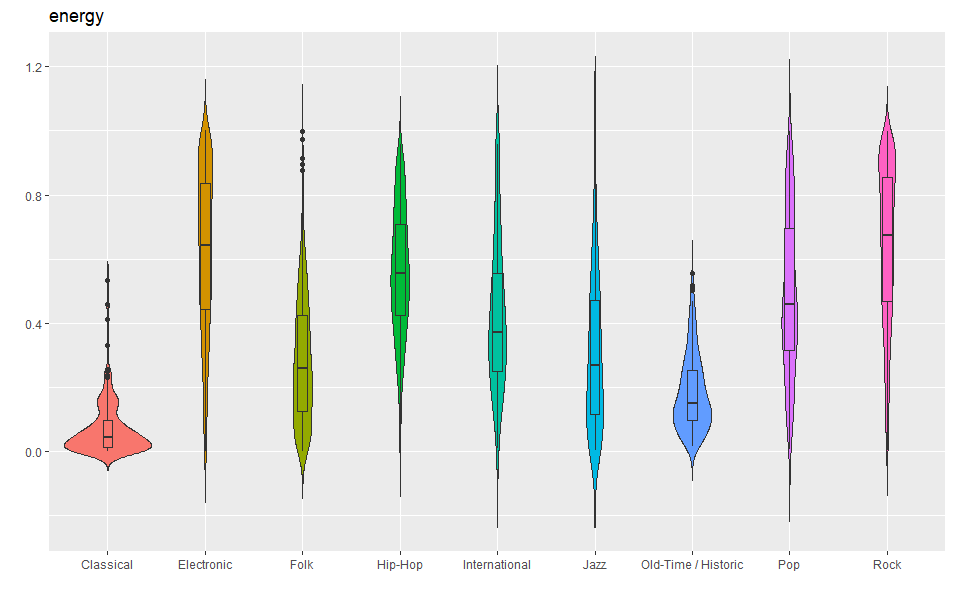 energy
1.2
0.8
0.4
0.0
Classical Electronic Folk Hip-Hop International Jazz Old-Time / Historic Pop Rock